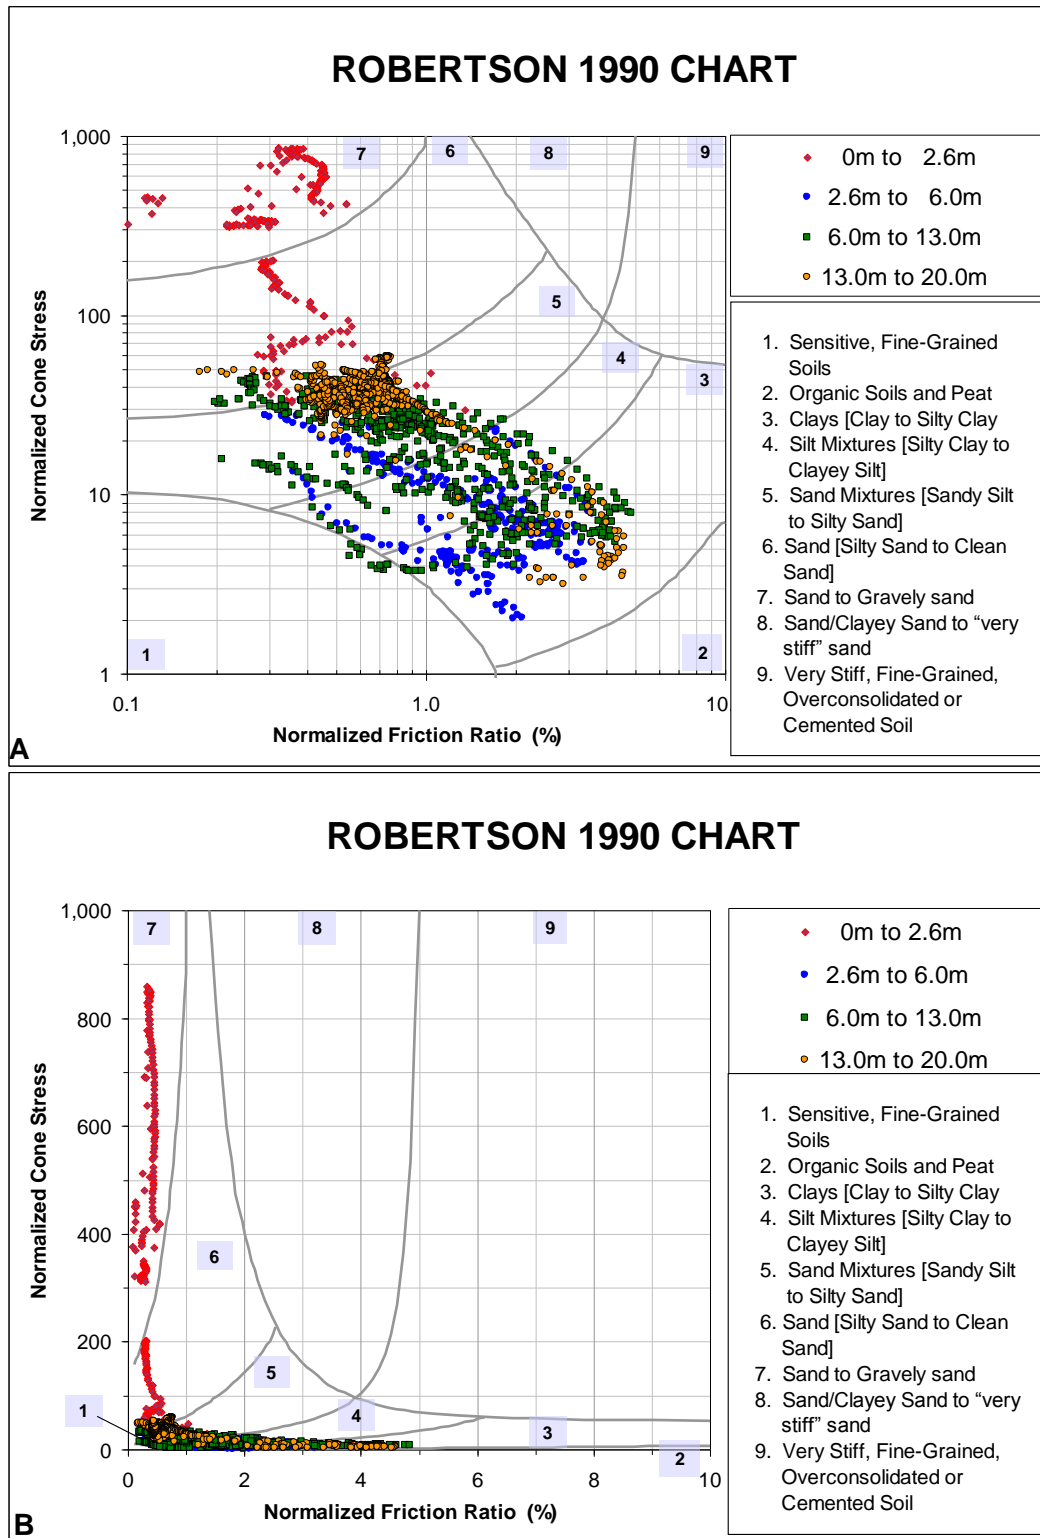 ROBERTSON 1990 CHART
1,000
100
10
1
0.1
1.0
10.
Normalized Cone Stress
Normalized Friction Ratio (%)
7
6
8
9
5
4
3
1
2
0m to 2.6m
2.6m to 6.0m
6.0m to 13.0m
13.0m to 20.0m
1. Sensitive, Fine-Grained
Soils
2. Organic Soils and Peat
3. Clays [Clay to Silty Clay
4. Silt Mixtures [Silty Clay to
Clayey Silt]
5. Sand Mixtures [Sandy Silt
to Silty Sand]
6. Sand [Silty Sand to Clean
Sand]
7. Sand to Gravely sand
8. Sand/Clayey Sand to “very
stiff” sand
9. Very Stiff, Fine-Grained,
Overconsolidated or
Cemented Soil
A
ROBERTSON 1990 CHART
1,000
800
600
400
200
0
0
2
4
6
8
10
Normalized Cone Stress
Normalized Friction Ratio (%)
7
8
9
6
5
1
4
3
2
0m to 2.6m
2.6m to 6.0m
6.0m to 13.0m
13.0m to 20.0m
1. Sensitive, Fine-Grained
Soils
2. Organic Soils and Peat
3. Clays [Clay to Silty Clay
4. Silt Mixtures [Silty Clay to
Clayey Silt]
5. Sand Mixtures [Sandy Silt
to Silty Sand]
6. Sand [Silty Sand to Clean
Sand]
7. Sand to Gravely sand
8. Sand/Clayey Sand to “very
stiff” sand
9. Very Stiff, Fine-Grained,
Overconsolidated or
Cemented Soil
B